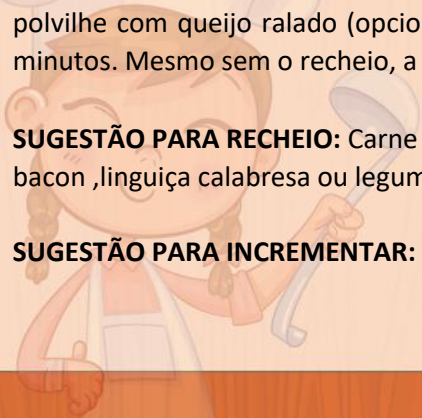 polvilhe com queijo ralado (opcio
minutos. Mesmo sem o recheio, a
SUGESTÃO PARA RECHEIO: Carne
bacon ,linguiça calabresa ou legum
SUGESTÃO PARA INCREMENTAR: